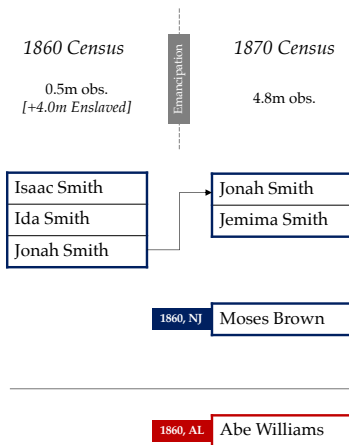 1860 Census
0.5m obs.
[+4.0m Enslaved]
Emancipation
1870 Census
4.8m obs.
Isaac Smith
Ida Smith
Jonah Smith
Jonah Smith
Jemima Smith
1860, NJ
Moses Brown
1860, AL
Abe Williams